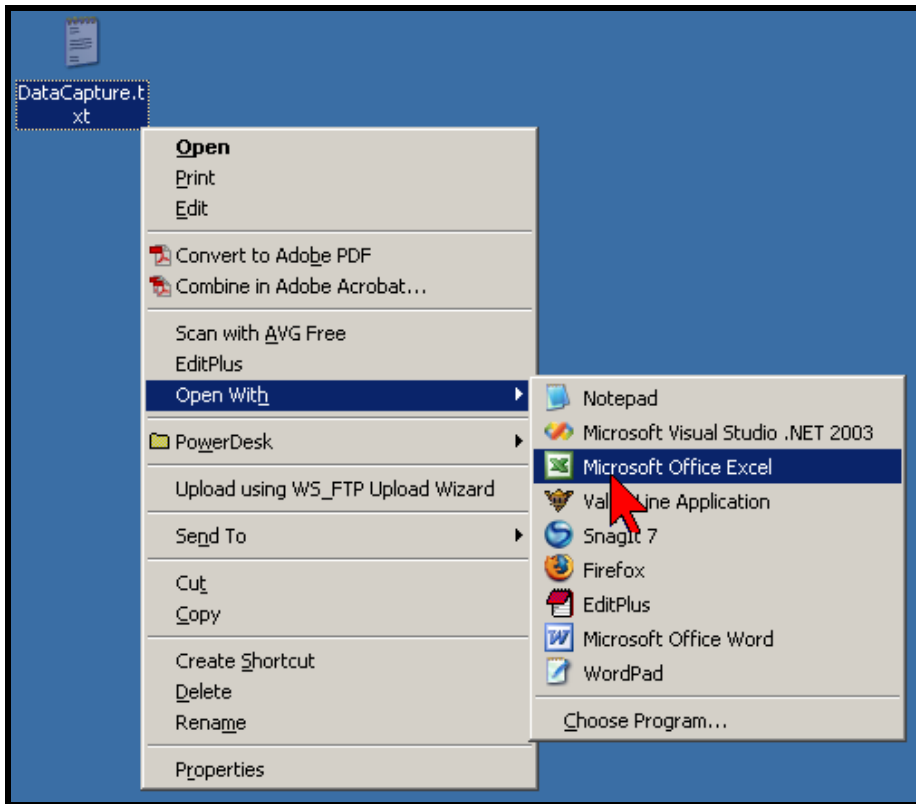 DataCapture.t
xt
Open
Print
Edit
Convert to Adobe PDF
Combine in Adobe Acrobat...
Scan with AVG Free
EditPlus
Open With
PowerDesk
Upload using WS_FTP Upload Wizard
Send To
Cut
Copy
Create Shortcut
Delete
Rename
Properties
Notepad
Microsoft Visual Studio .NET 2003
Microsoft Office Excel
Application
SnagIt 7
Firefox
EditPlus
Microsoft Office Word
WordPad
Choose Program...